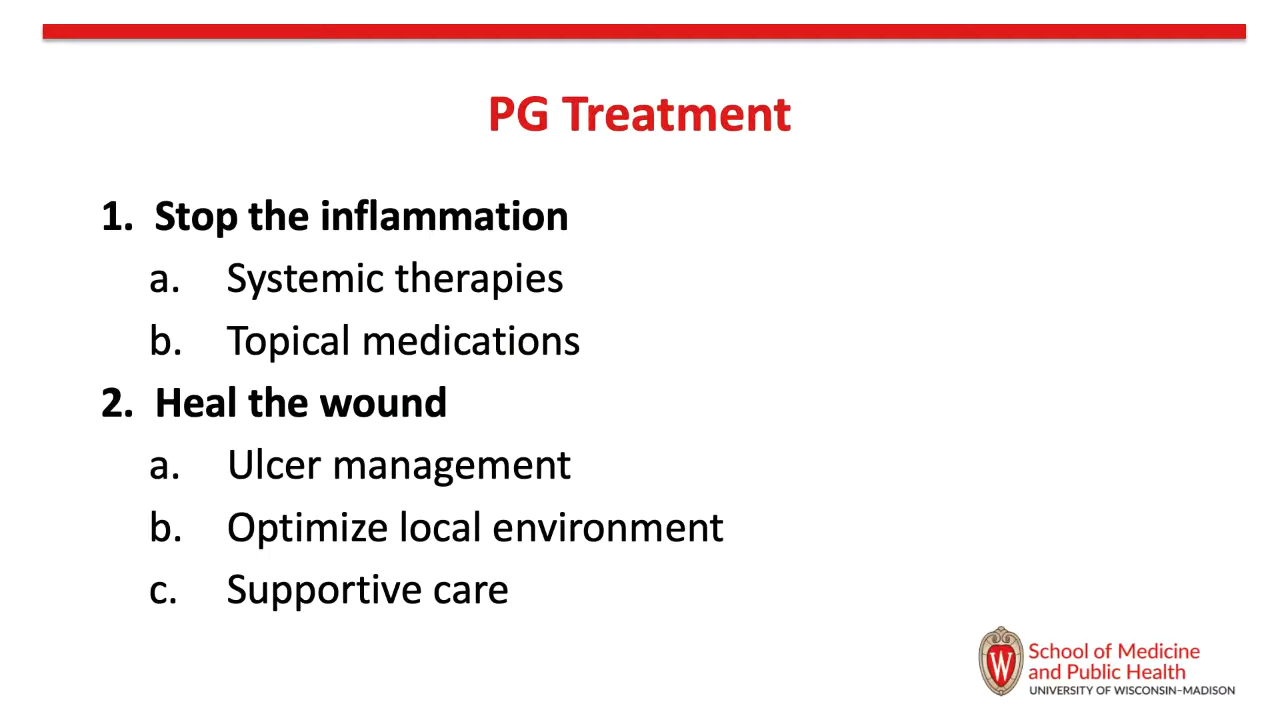 PG Treatment
1. Stop the inflammation
a. Systemic therapies
b. Topical medications
2. Heal the wound
a. Ulcer management
b. Optimize local environment
c. Supportive care
W
School of Medicine
and Public Health
UNIVERSITY OF WISCONSIN–MADISON